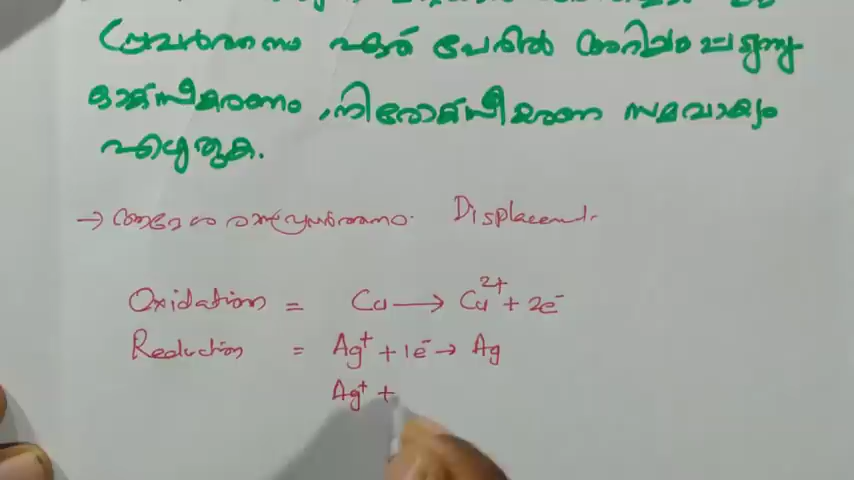 പ്രവർത്തനം ഏത് പേരിൽ അറിയപ്പെടുന്നു
ഓക്സീകരണം, നിരോക്സീകരണ സമവാക്യം
എഴുതുക.
→ ആദേശ രാസപ്രവർത്തനം. Displacement.
Oxidation = Cu → Cu²⁺ + 2e⁻
Reduction = Ag⁺ + 1e⁻ → Ag
Ag⁺ +